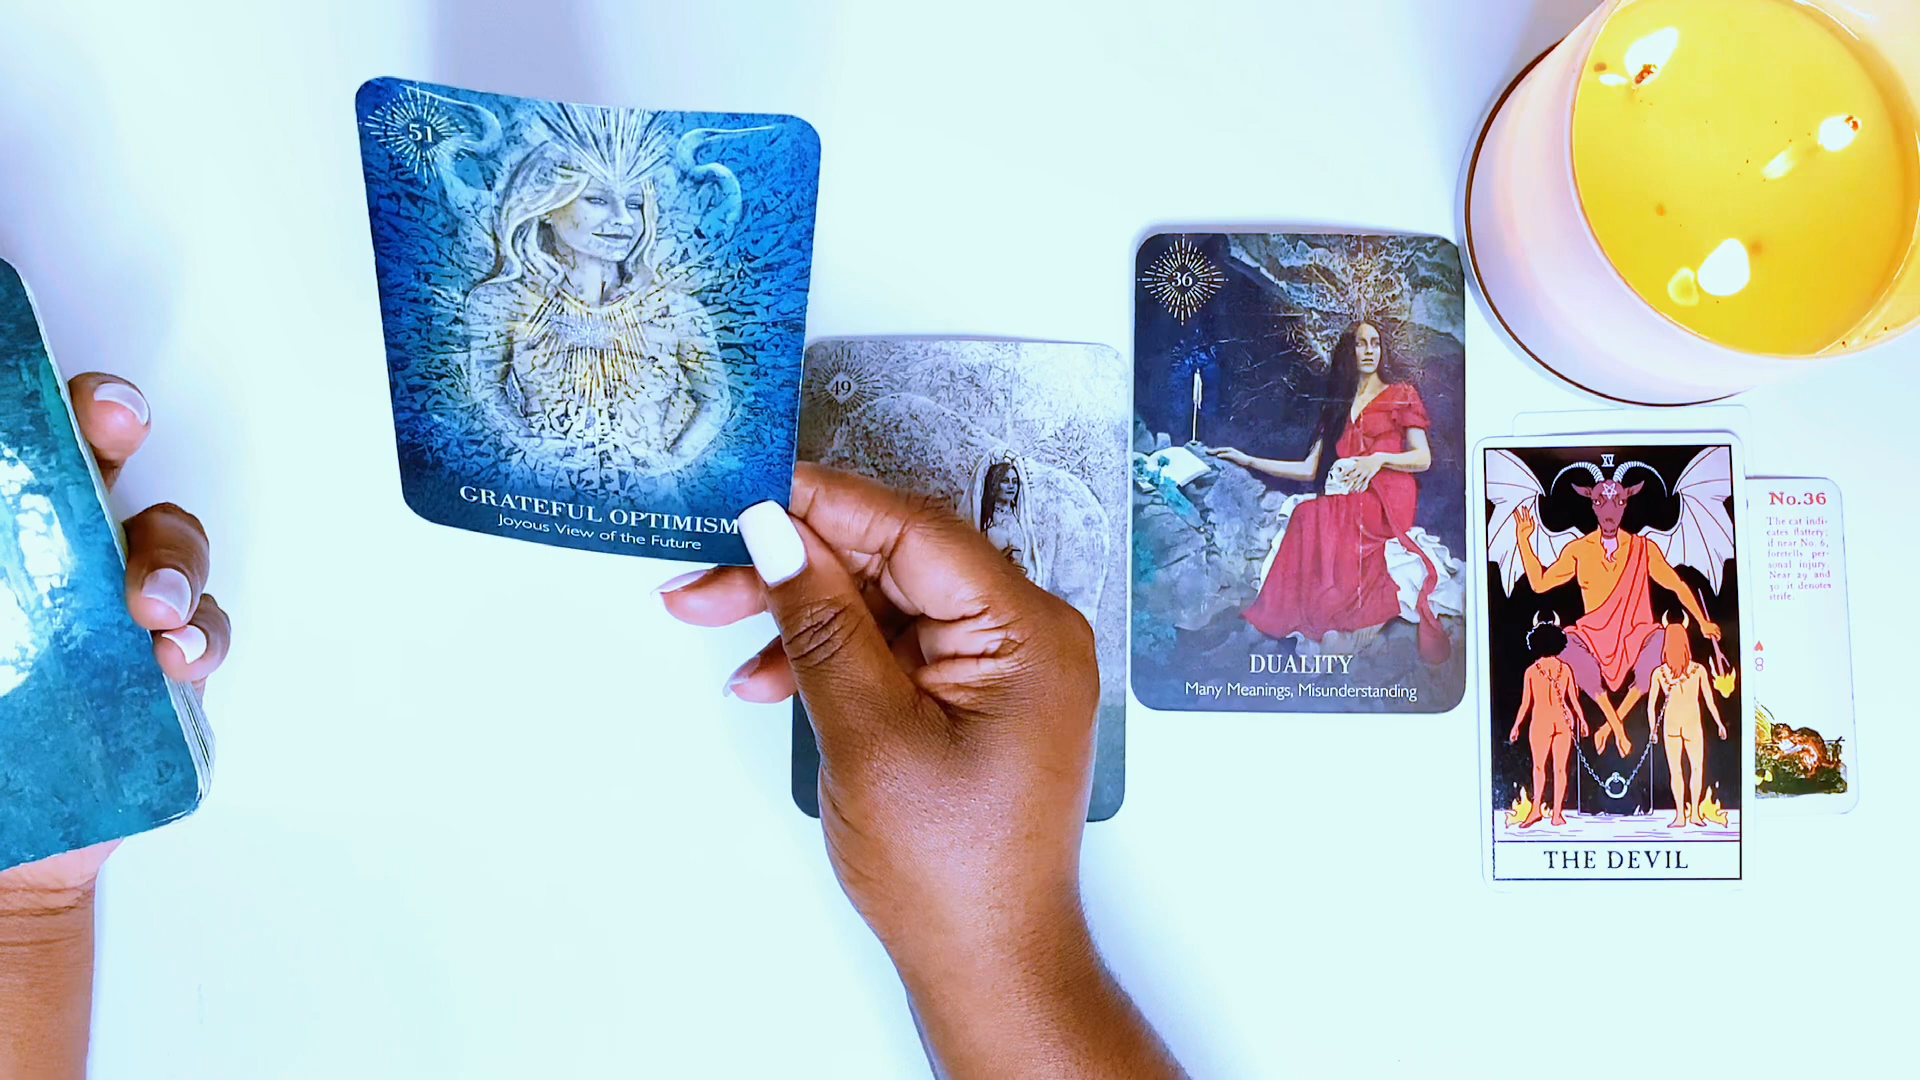 51
GRATEFUL OPTIMISM
Joyous View of the Future
49
36
DUALITY
Many Meanings, Misunderstanding
XV
THE DEVIL
No.36
The cat indi-
cates flattery;
if near No. 6,
foretells per-
sonal injury.
Near 29 and
30 it denotes
strife.
8